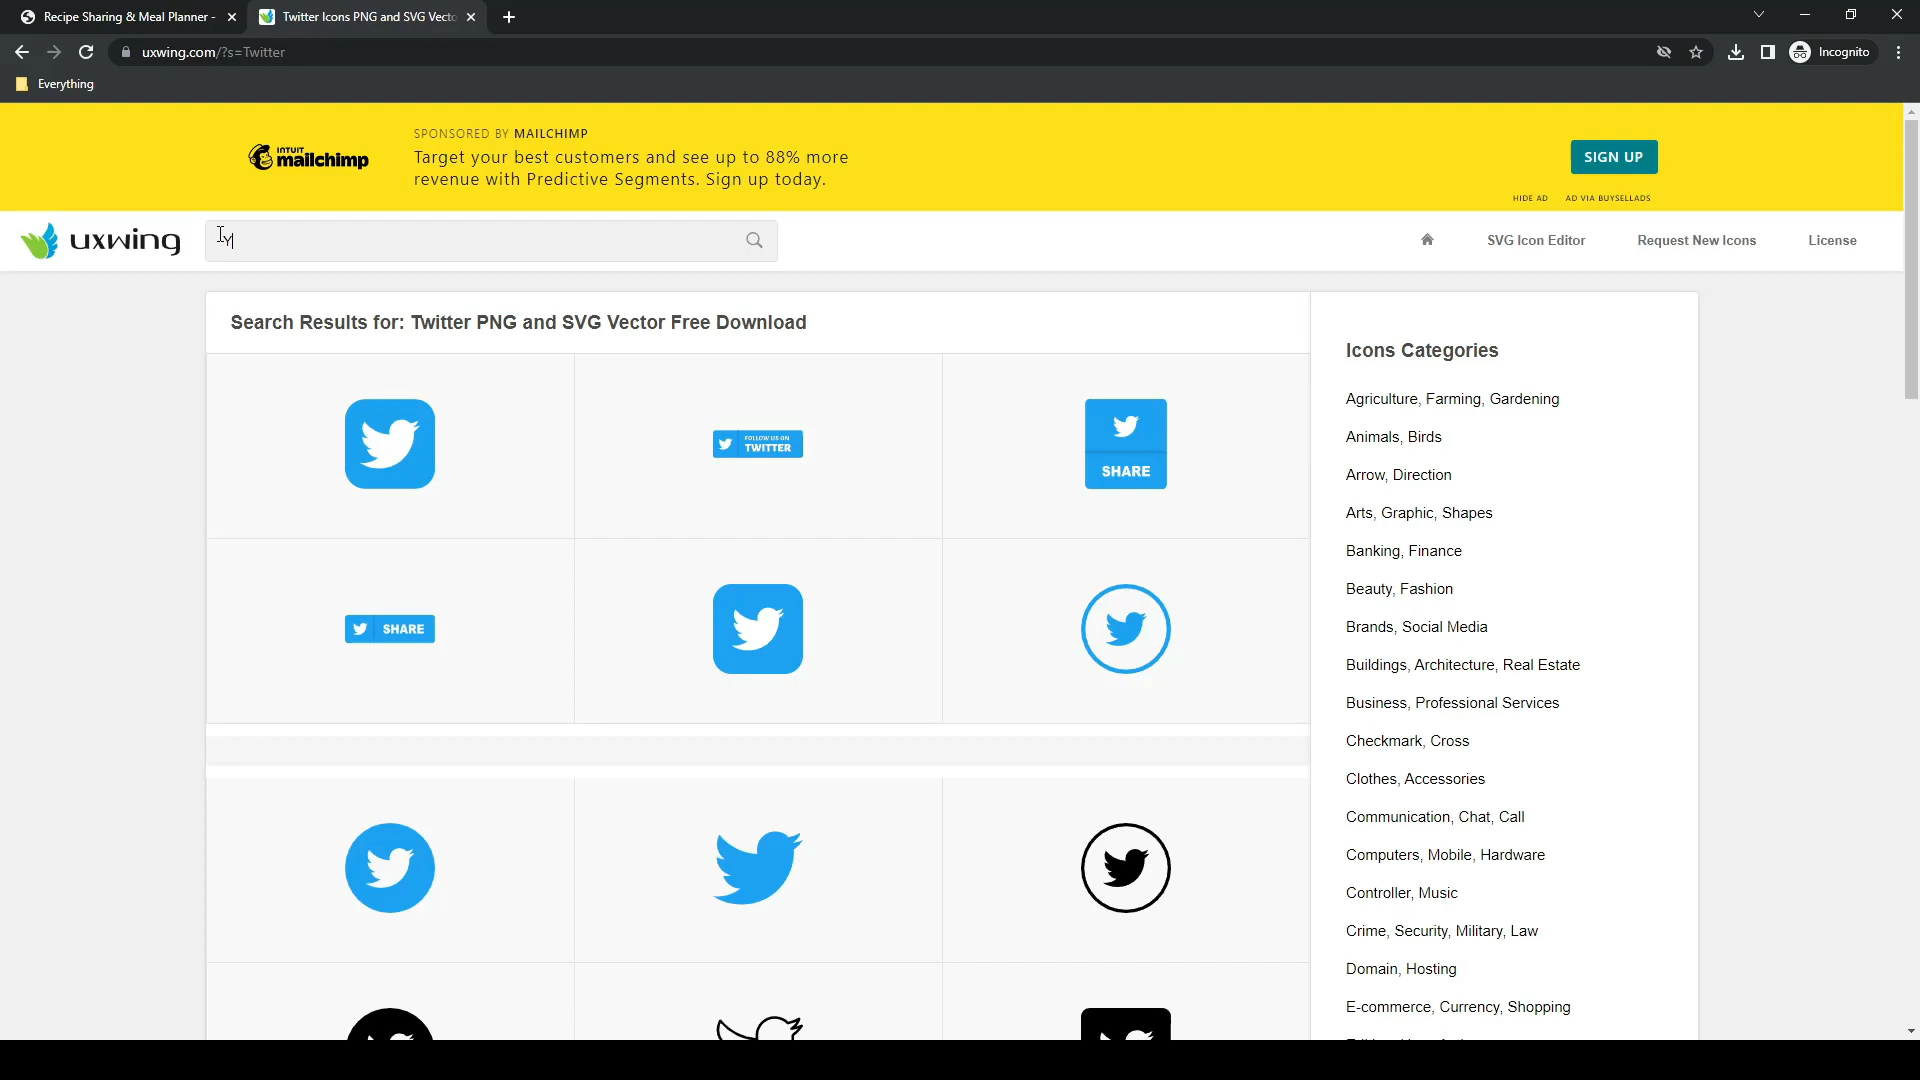 Recipe Sharing & Meal Planner -
Twitter Icons PNG and SVG Vecto
uxwing.com/?s=Twitter
Incognito
Everything
INTUIT
mailchimp
SPONSORED BY MAILCHIMP
Target your best customers and see up to 88% more
revenue with Predictive Segments. Sign up today.
SIGN UP
HIDE AD
AD VIA BUYSELLADS
uxwing
Y
SVG Icon Editor
Request New Icons
License
Search Results for: Twitter PNG and SVG Vector Free Download
FOLLOW US ON
TWITTER
SHARE
SHARE
Icons Categories
Agriculture, Farming, Gardening
Animals, Birds
Arrow, Direction
Arts, Graphic, Shapes
Banking, Finance
Beauty, Fashion
Brands, Social Media
Buildings, Architecture, Real Estate
Business, Professional Services
Checkmark, Cross
Clothes, Accessories
Communication, Chat, Call
Computers, Mobile, Hardware
Controller, Music
Crime, Security, Military, Law
Domain, Hosting
E-commerce, Currency, Shopping